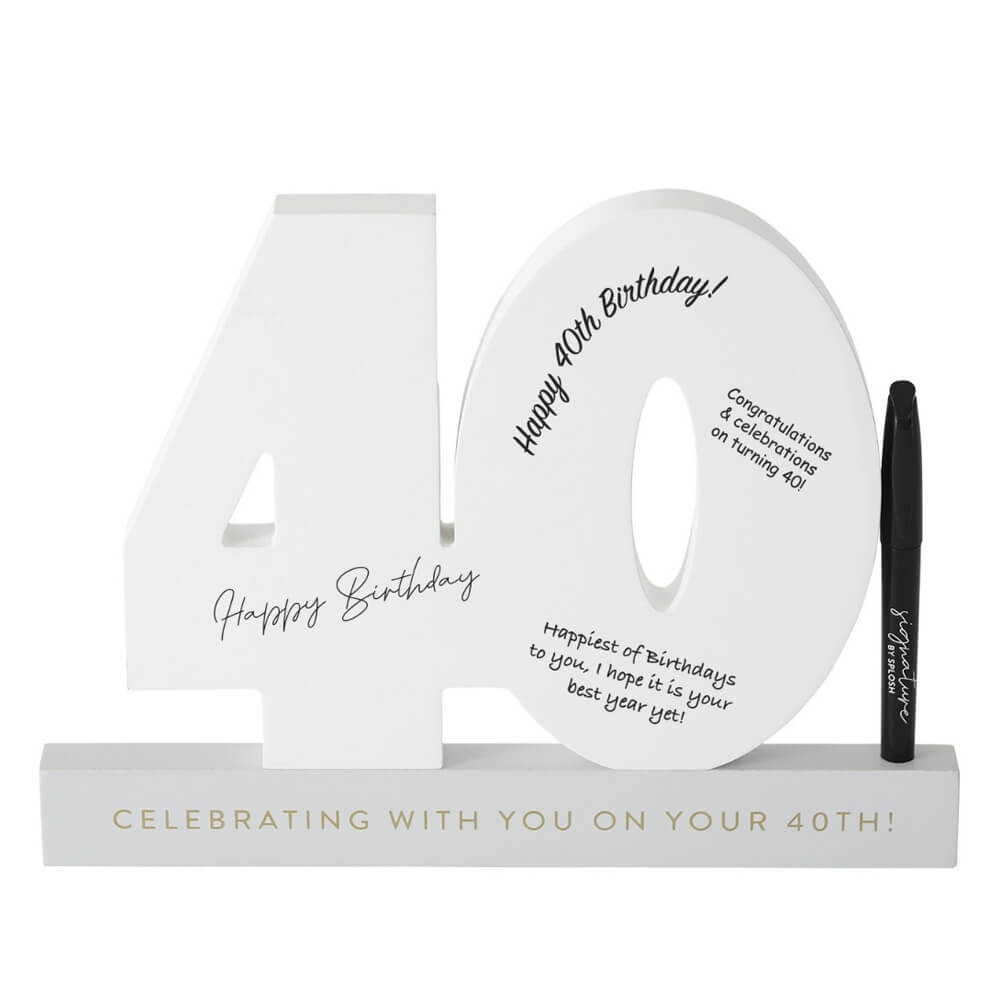 40
Happy 40th Birthday!
Congratulations
& celebrations
on turning 40!
Happy Birthday
Happiest of Birthdays
to you, I hope it is your
best year yet!
signature
BY SPLOSH
CELEBRATING WITH YOU ON YOUR 40TH!